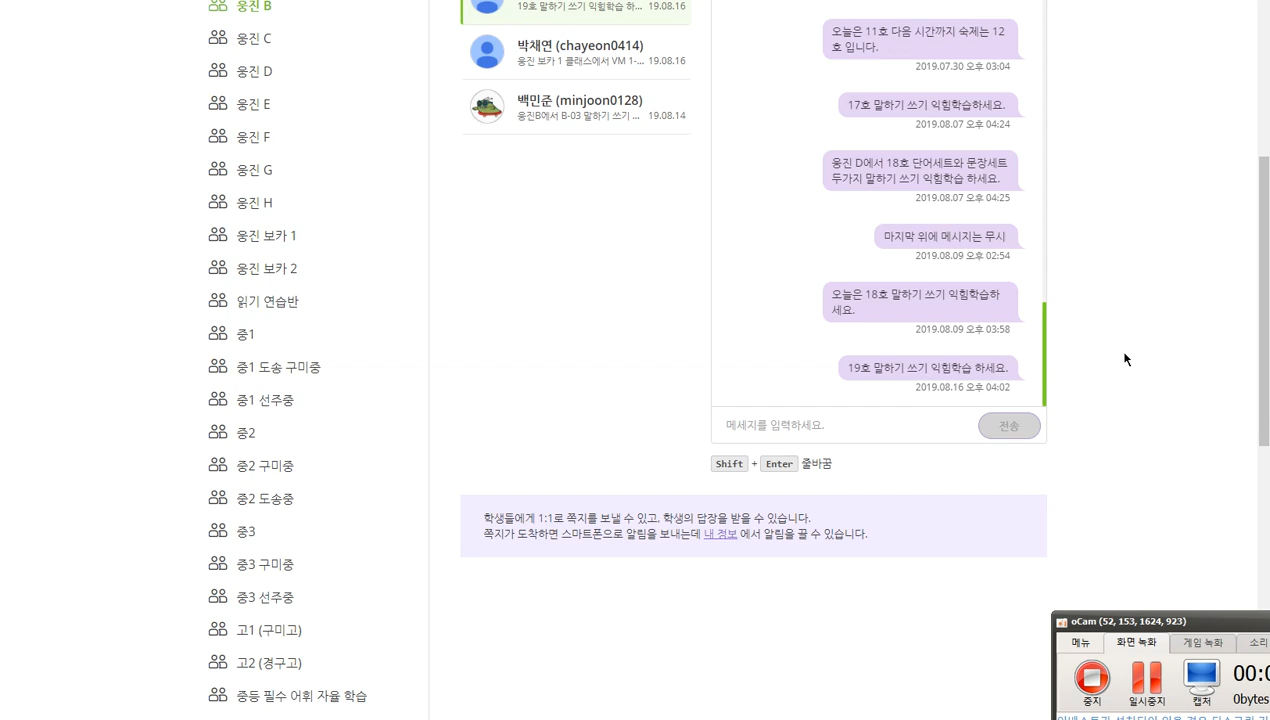 웅진 B
웅진 C
웅진 D
웅진 E
웅진 F
웅진 G
웅진 H
웅진 보카 1
웅진 보카 2
읽기 연습반
중1
중1 도송 구미중
중1 선주중
중2
중2 구미중
중2 도송중
중3
중3 구미중
중3 선주중
고1 (구미고)
고2 (경구고)
중등 필수 어휘 자율 학습
19호 말하기 쓰기 익힘학습 하... 19.08.16
박채연 (chayeon0414)
웅진 보카 1 클래스에서 VM 1-... 19.08.16
백민준 (minjoon0128)
웅진B에서 B-03 말하기 쓰기 ... 19.08.14
오늘은 11호 다음 시간까지 숙제는 12
호 입니다.
2019.07.30 오후 03:04
17호 말하기 쓰기 익힘학습하세요.
2019.08.07 오후 04:24
웅진 D에서 18호 단어세트와 문장세트
두가지 말하기 쓰기 익힘학습 하세요.
2019.08.07 오후 04:25
마지막 위에 메시지는 무시
2019.08.09 오후 02:54
오늘은 18호 말하기 쓰기 익힘학습하
세요.
2019.08.09 오후 03:58
19호 말하기 쓰기 익힘학습 하세요.
2019.08.16 오후 04:02
메세지를 입력하세요. 전송
Shift + Enter 줄바꿈
학생들에게 1:1로 쪽지를 보낼 수 있고, 학생의 답장을 받을 수 있습니다.
쪽지가 도착하면 스마트폰으로 알림을 보내는데 내 정보 에서 알림을 끌 수 있습니다.
oCam (52, 153, 1624, 923)
메뉴 화면 녹화 게임 녹화 소리
중지 일시중지 캡처
0bytes